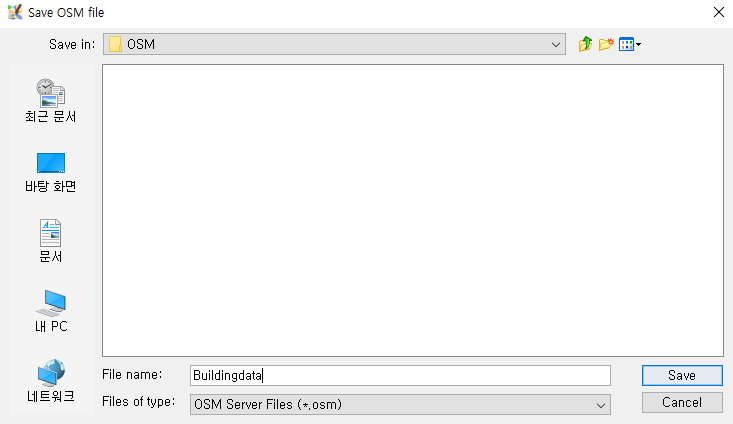 Save OSM file
Save in:
OSM
최근 문서
바탕 화면
문서
내 PC
네트워크
File name:
Buildingdata
Save
Files of type:
OSM Server Files (*.osm)
Cancel